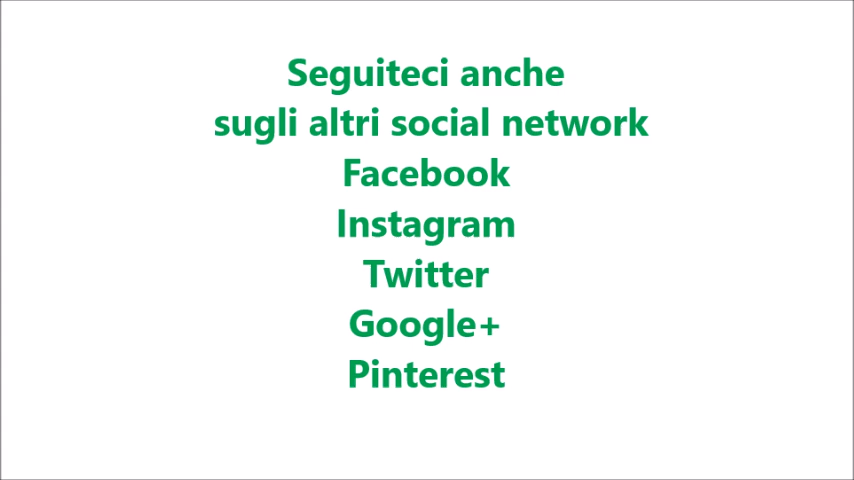 Seguiteci anche
sugli altri social network
Facebook
Instagram
Twitter
Google+
Pinterest